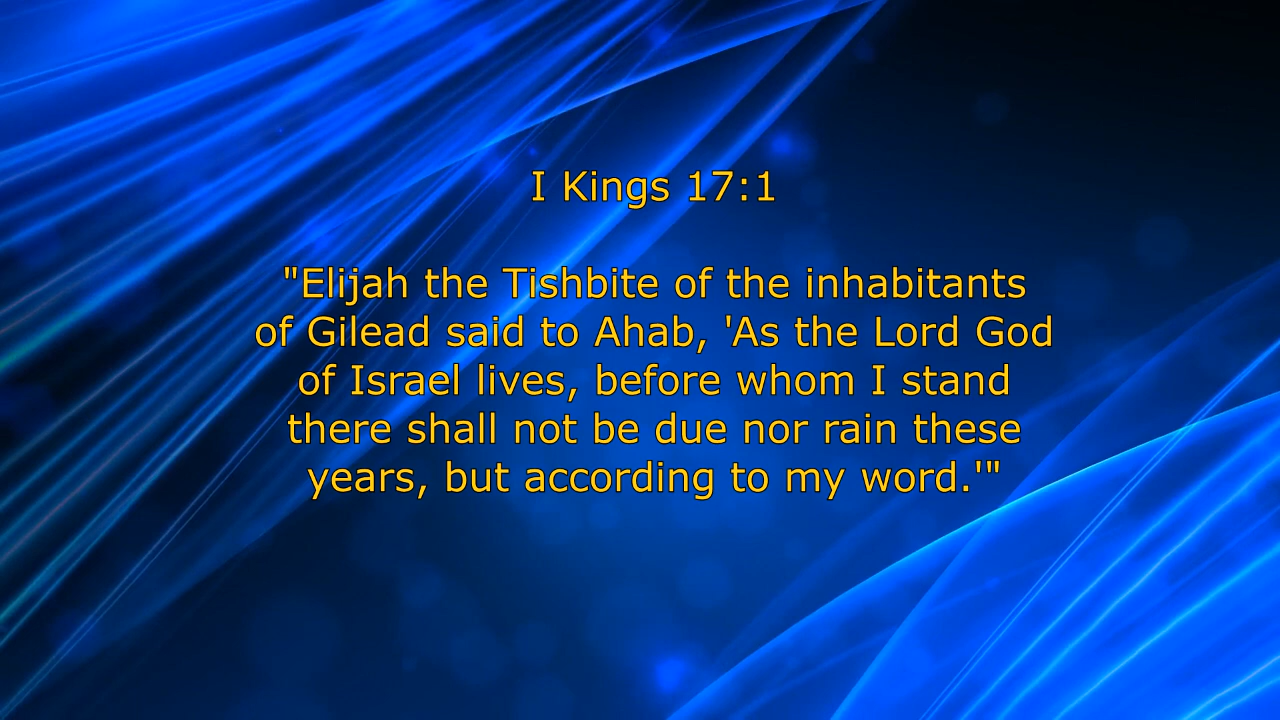 I Kings 17:1
"Elijah the Tishbite of the inhabitants
of Gilead said to Ahab, 'As the Lord God
of Israel lives, before whom I stand
there shall not be due nor rain these
years, but according to my word.'"